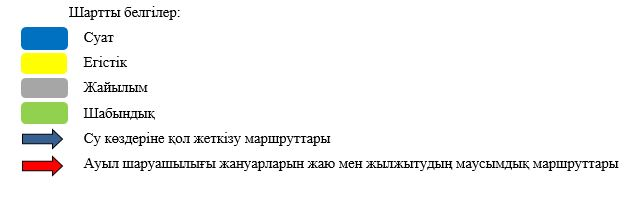 Шартты белгілер:
Суат
Егістік
Жайылым
Шабындық
Су көздеріне қол жеткізу маршруттары
Ауыл шаруашылығы жануарларын жаю мен жылжытудың маусымдық маршруттары